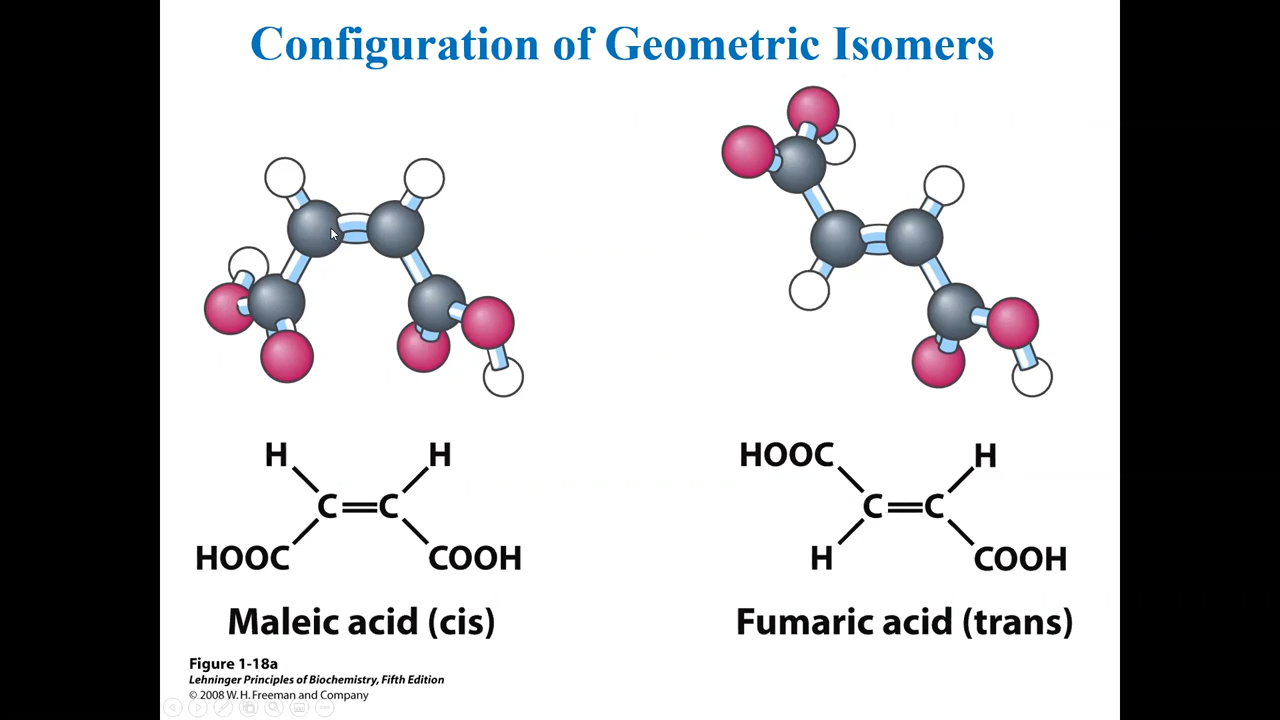 Configuration of Geometric Isomers
H H
C=C
HOOC COOH
Maleic acid (cis)
HOOC H
C=C
H COOH
Fumaric acid (trans)
Figure 1-18a
Lehninger Principles of Biochemistry, Fifth Edition
© 2008 W. H. Freeman and Company